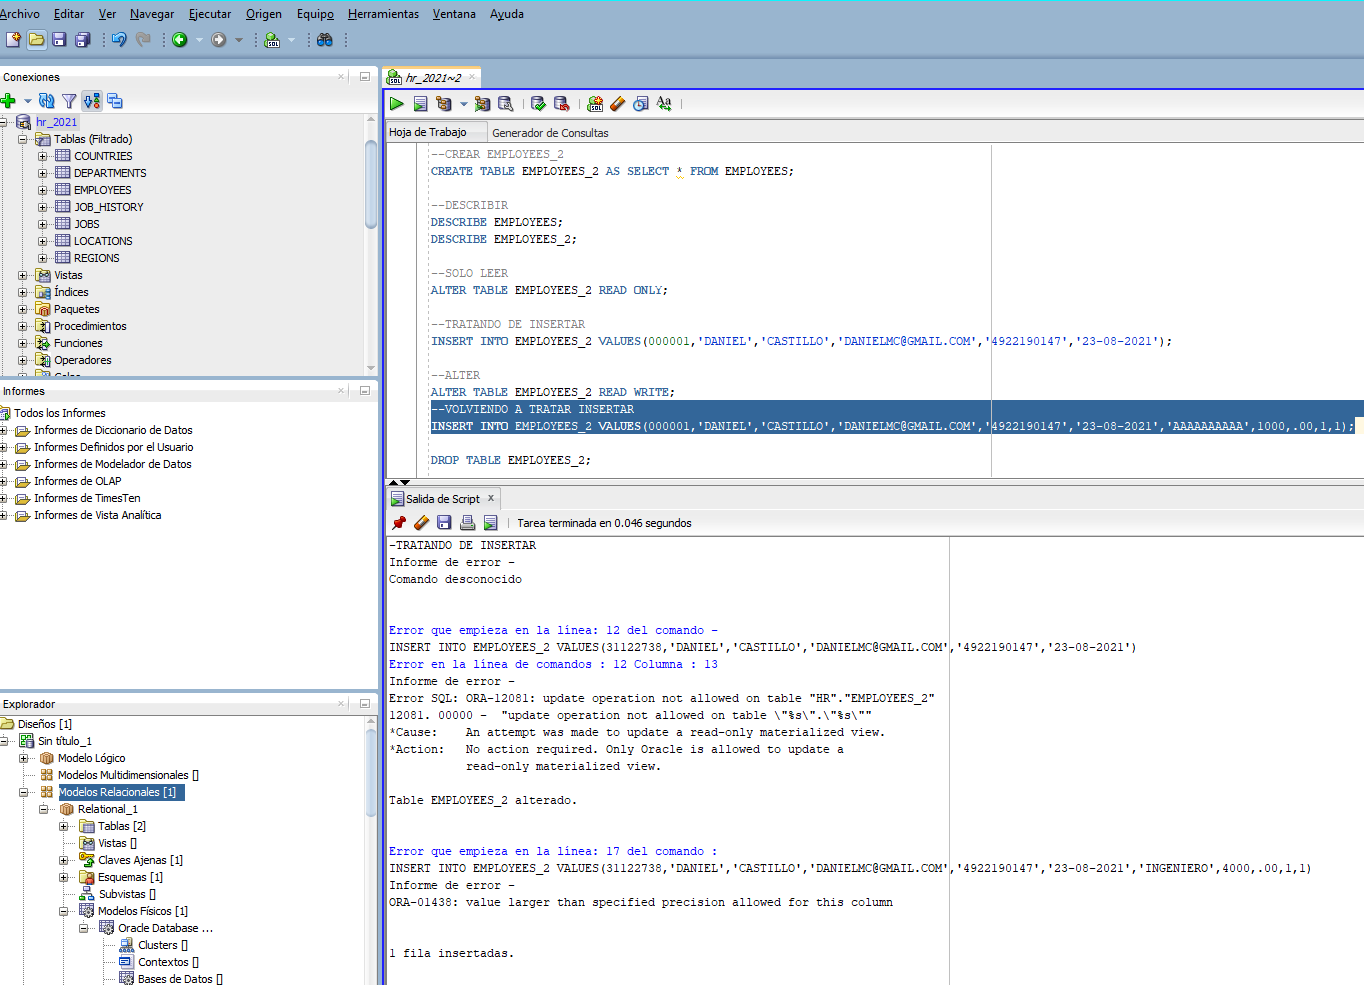 Archivo Editar Ver Navegar Ejecutar Origen Equipo Herramientas Ventana Ayuda
Conexiones
hr_2021
Tablas (Filtrado)
COUNTRIES
DEPARTMENTS
EMPLOYEES
JOB_HISTORY
JOBS
LOCATIONS
REGIONS
Vistas
Índices
Paquetes
Procedimientos
Funciones
Operadores
Informes
Todos los Informes
Informes de Diccionario de Datos
Informes Definidos por el Usuario
Informes de Modelador de Datos
Informes de OLAP
Informes de TimesTen
Informes de Vista Analítica
Explorador
Diseños [1]
Sin título_1
Modelo Lógico
Modelos Multidimensionales []
Modelos Relacionales [1]
Relational_1
Tablas [2]
Vistas []
Claves Ajenas [1]
Esquemas [1]
Subvistas []
Modelos Físicos [1]
Oracle Database ...
Clusters []
Contextos []
Bases de Datos []
hr_2021~2
Hoja de Trabajo Generador de Consultas
--CREAR EMPLOYEES_2
CREATE TABLE EMPLOYEES_2 AS SELECT * FROM EMPLOYEES;
--DESCRIBIR
DESCRIBE EMPLOYEES;
DESCRIBE EMPLOYEES_2;
--SOLO LEER
ALTER TABLE EMPLOYEES_2 READ ONLY;
--TRATANDO DE INSERTAR
INSERT INTO EMPLOYEES_2 VALUES(000001,'DANIEL','CASTILLO','DANIELMC@GMAIL.COM','4922190147','23-08-2021');
--ALTER
ALTER TABLE EMPLOYEES_2 READ WRITE;
--VOLVIENDO A TRATAR INSERTAR
INSERT INTO EMPLOYEES_2 VALUES(000001,'DANIEL','CASTILLO','DANIELMC@GMAIL.COM','4922190147','23-08-2021','AAAAAAAAAA',1000,.00,1,1);
DROP TABLE EMPLOYEES_2;
Salida de Script
Tarea terminada en 0.046 segundos
-TRATANDO DE INSERTAR
Informe de error -
Comando desconocido
Error que empieza en la línea: 12 del comando -
INSERT INTO EMPLOYEES_2 VALUES(31122738,'DANIEL','CASTILLO','DANIELMC@GMAIL.COM','4922190147','23-08-2021')
Error en la línea de comandos : 12 Columna : 13
Informe de error -
Error SQL: ORA-12081: update operation not allowed on table "HR"."EMPLOYEES_2"
12081. 00000 - "update operation not allowed on table \"%s\".\"%s\""
*Cause: An attempt was made to update a read-only materialized view.
*Action: No action required. Only Oracle is allowed to update a
read-only materialized view.
Table EMPLOYEES_2 alterado.
Error que empieza en la línea: 17 del comando :
INSERT INTO EMPLOYEES_2 VALUES(31122738,'DANIEL','CASTILLO','DANIELMC@GMAIL.COM','4922190147','23-08-2021','INGENIERO',4000,.00,1,1)
Informe de error -
ORA-01438: value larger than specified precision allowed for this column
1 fila insertadas.